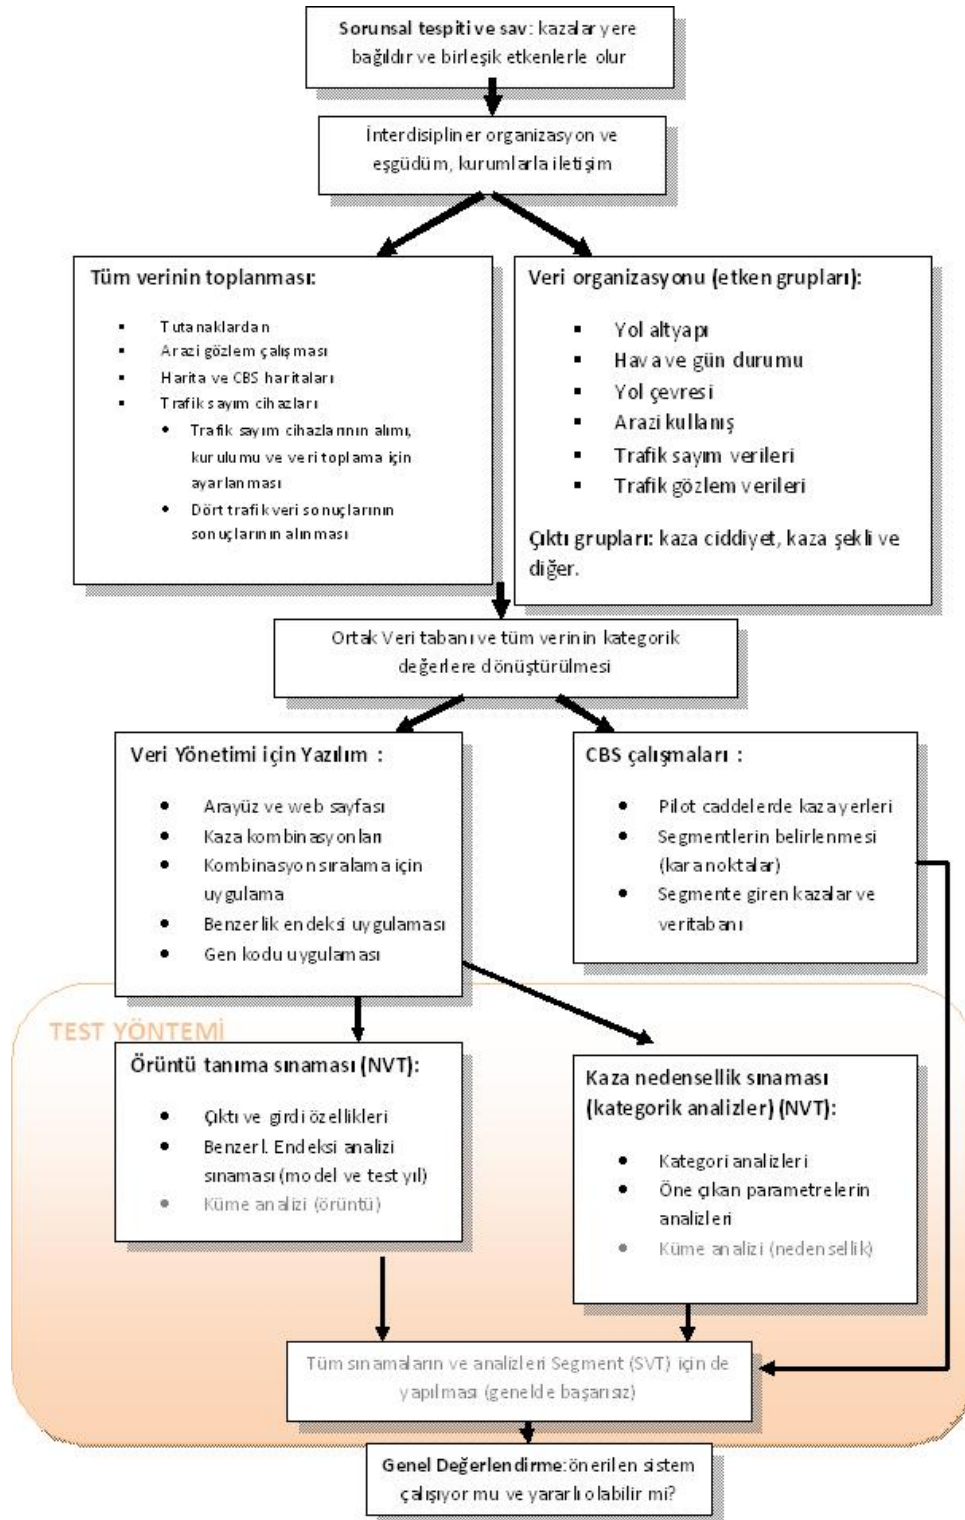 Sorunsal tespiti ve sav: kazalar yere
bağlıdır ve birleşik etkenlerle olur
İnterdisipliner organizasyon ve
eşgüdüm, kurumlarla iletişim
Tüm verinin toplanması:
Tutanaklardan
Arazi gözlem çalışması
Harita ve CBS haritaları
Trafik sayım cihazları
Trafik sayım cihazlarının alımı,
kurulumu ve veri toplama için
ayarlanması
Dört trafik veri sonuçlarının
sonuçlarının alınması
Veri organizasyonu (etken grupları):
Yol altyapı
Hava ve gün durumu
Yol çevresi
Arazi kullanış
Trafik sayım verileri
Trafik gözlem verileri
Çıktı grupları: kaza ciddiyet, kaza şekli ve
diğer.
Ortak Veri tabanı ve tüm verinin kategorik
değerlere dönüştürülmesi
Veri Yönetimi için Yazılım :
Arayüz ve web sayfası
Kaza kombinasyonları
Kombinasyon sıralama için
uygulama
Benzerlik endeksi uygulaması
Gen kodu uygulaması
CBS çalışmaları :
Pilot caddelerde kaza yerleri
Segmentlerin belirlenmesi
(kara noktalar)
Segmente giren kazalar ve
veritabanı
TEST YÖNTEMİ
Örüntü tanıma sınaması (NVT):
Çıktı ve girdi özellikleri
Benzerl. Endeksi analizi
sınaması (model ve test yıl)
Küme analizi (örüntü)
Kaza nedensellik sınaması
(kategorik analizler) (NVT):
Kategori analizleri
Öne çıkan parametrelerin
analizleri
Küme analizi (nedensellik)
Tüm sınamaların ve analizleri Segment (SVT) için de
yapılması (genelde başarısız)
Genel Değerlendirme: önerilen sistem
çalışıyor mu ve yararlı olabilir mi?